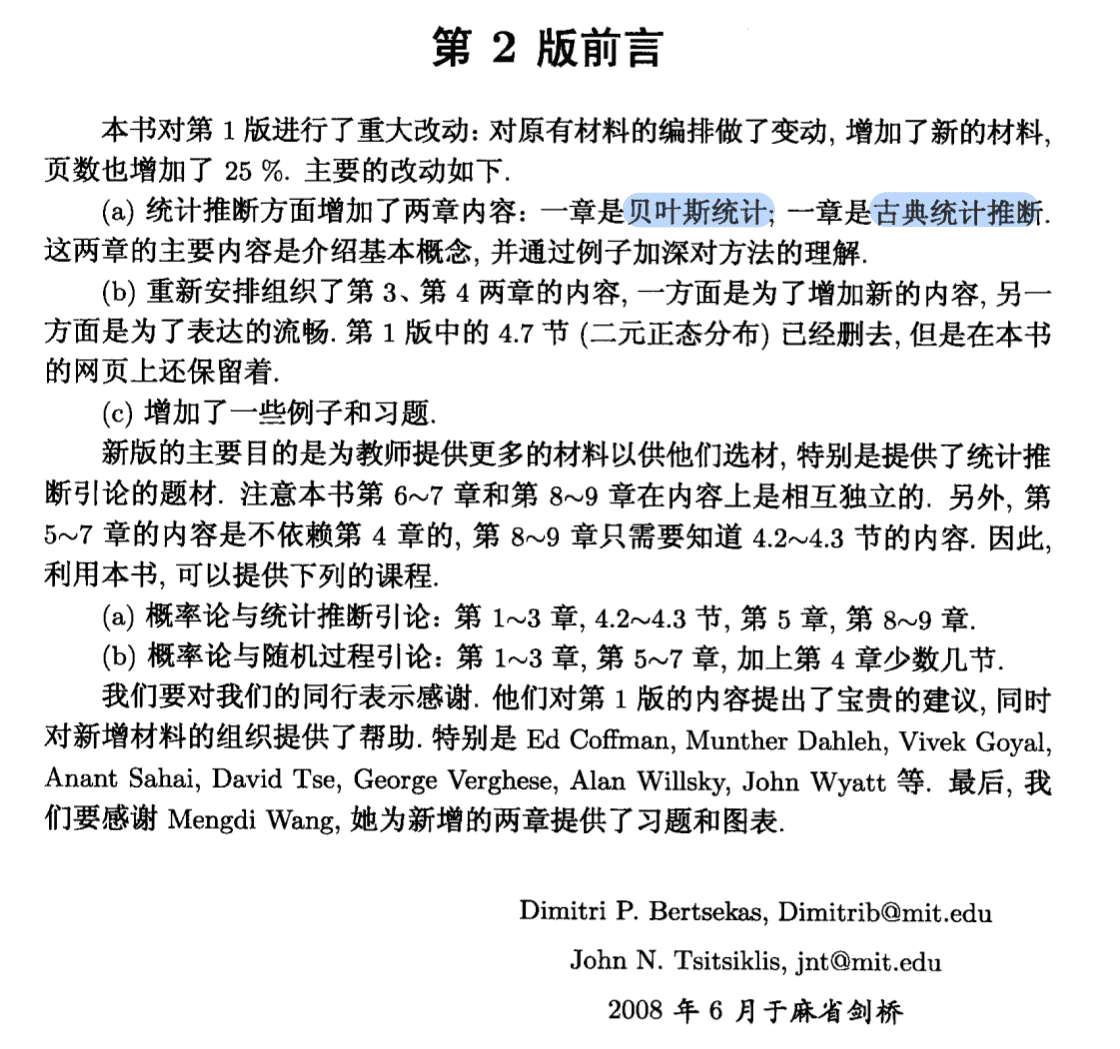 第 2 版前言
本书对第 1 版进行了重大改动: 对原有材料的编排做了变动, 增加了新的材料,
页数也增加了 25 %. 主要的改动如下.
(a) 统计推断方面增加了两章内容: 一章是贝叶斯统计; 一章是古典统计推断.
这两章的主要内容是介绍基本概念, 并通过例子加深对方法的理解.
(b) 重新安排组织了第 3、第 4 两章的内容, 一方面是为了增加新的内容, 另一
方面是为了表达的流畅. 第 1 版中的 4.7 节 (二元正态分布) 已经删去, 但是在本书
的网页上还保留着.
(c) 增加了一些例子和习题.
新版的主要目的是为教师提供更多的材料以供他们选材, 特别是提供了统计推
断引论的题材. 注意本书第 6~7 章和第 8~9 章在内容上是相互独立的. 另外, 第
5~7 章的内容是不依赖第 4 章的, 第 8~9 章只需要知道 4.2~4.3 节的内容. 因此,
利用本书, 可以提供下列的课程.
(a) 概率论与统计推断引论: 第 1~3 章, 4.2~4.3 节, 第 5 章, 第 8~9 章.
(b) 概率论与随机过程引论: 第 1~3 章, 第 5~7 章, 加上第 4 章少数几节.
我们要对我们的同行表示感谢. 他们对第 1 版的内容提出了宝贵的建议, 同时
对新增材料的组织提供了帮助. 特别是 Ed Coffman, Munther Dahleh, Vivek Goyal,
Anant Sahai, David Tse, George Verghese, Alan Willsky, John Wyatt 等. 最后, 我
们要感谢 Mengdi Wang, 她为新增的两章提供了习题和图表.
Dimitri P. Bertsekas, Dimitrib@mit.edu
John N. Tsitsiklis, jnt@mit.edu
2008 年 6 月于麻省剑桥